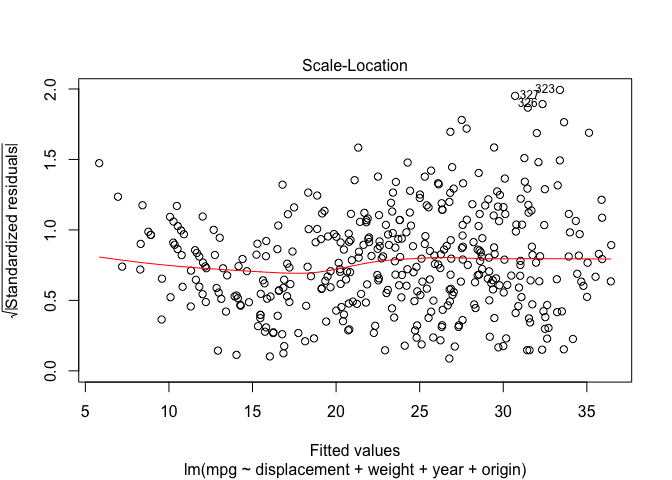 Scale-Location
√|Standardized residuals|
2.0
1.5
1.0
0.5
0.0
323
327
326
5 10 15 20 25 30 35
Fitted values
lm(mpg ~ displacement + weight + year + origin)